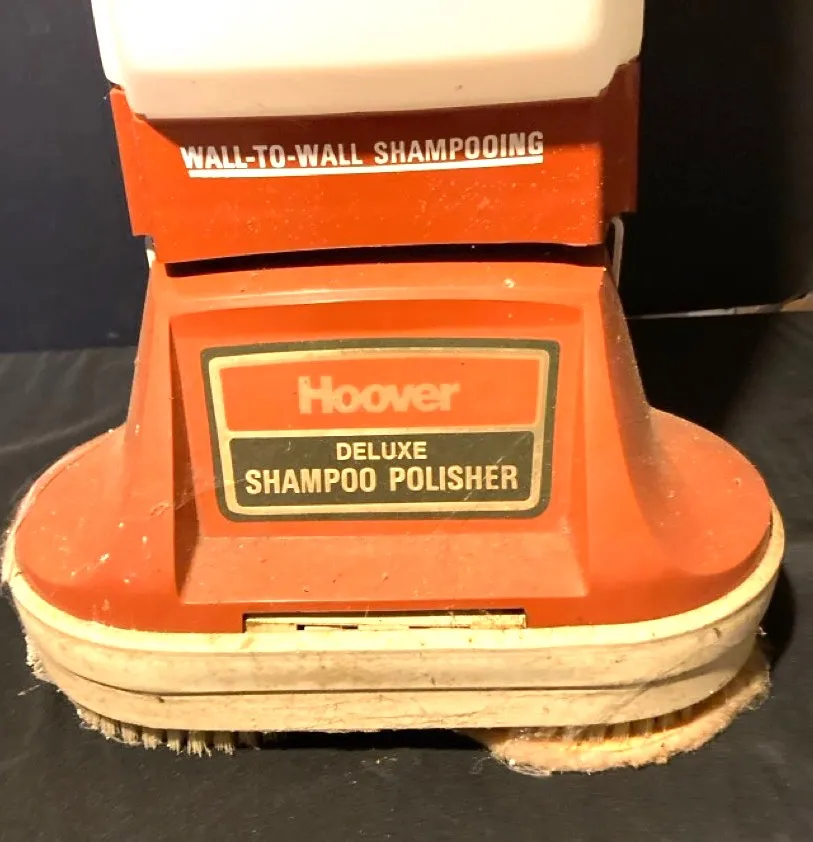 WALL-TO-WALL SHAMPOOING
Hoover
DELUXE
SHAMPOO POLISHER